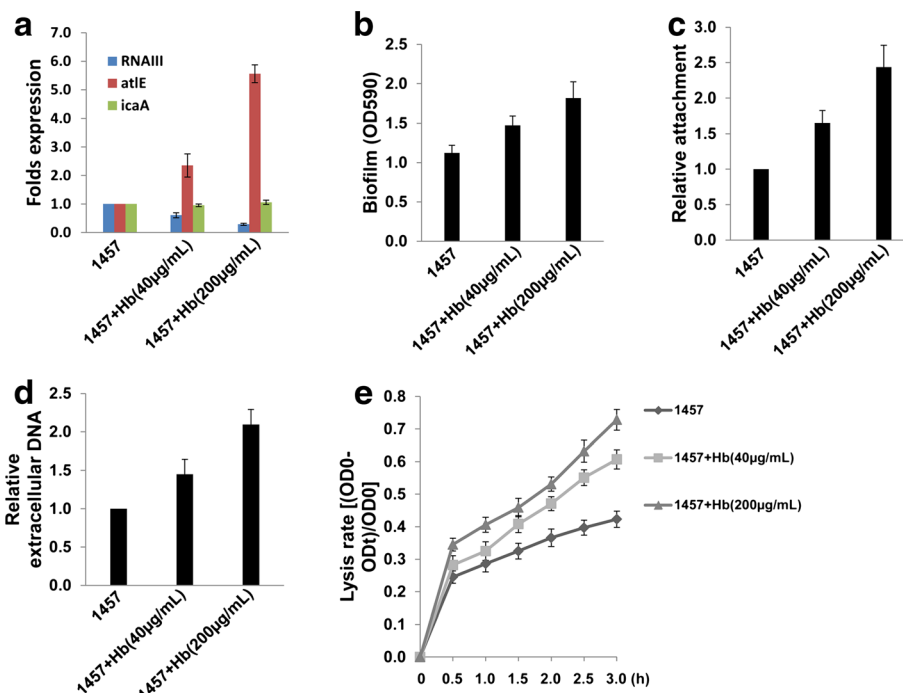 a
Folds expression
7.0
6.0
5.0
4.0
3.0
2.0
1.0
0.0
RNAIII
atlE
icaA
1457
1457+Hb(40µg/mL)
1457+Hb(200µg/mL)
b
Biofilm (OD590)
2.5
2.0
1.5
1.0
0.5
0.0
1457
1457+Hb(40µg/mL)
1457+Hb(200µg/mL)
c
Relative attachment
3.0
2.5
2.0
1.5
1.0
0.5
0.0
1457
1457+Hb(40µg/mL)
1457+Hb(200µg/mL)
d
Relative
extracellular DNA
2.5
2.0
1.5
1.0
0.5
0.0
1457
1457+Hb(40µg/mL)
1457+Hb(200µg/mL)
e
Lysis rate [(OD0-
ODt)/OD0]
0.8
0.7
0.6
0.5
0.4
0.3
0.2
0.1
0.0
0 0.5 1.0 1.5 2.0 2.5 3.0 (h)
1457
1457+Hb(40µg/mL)
1457+Hb(200µg/mL)